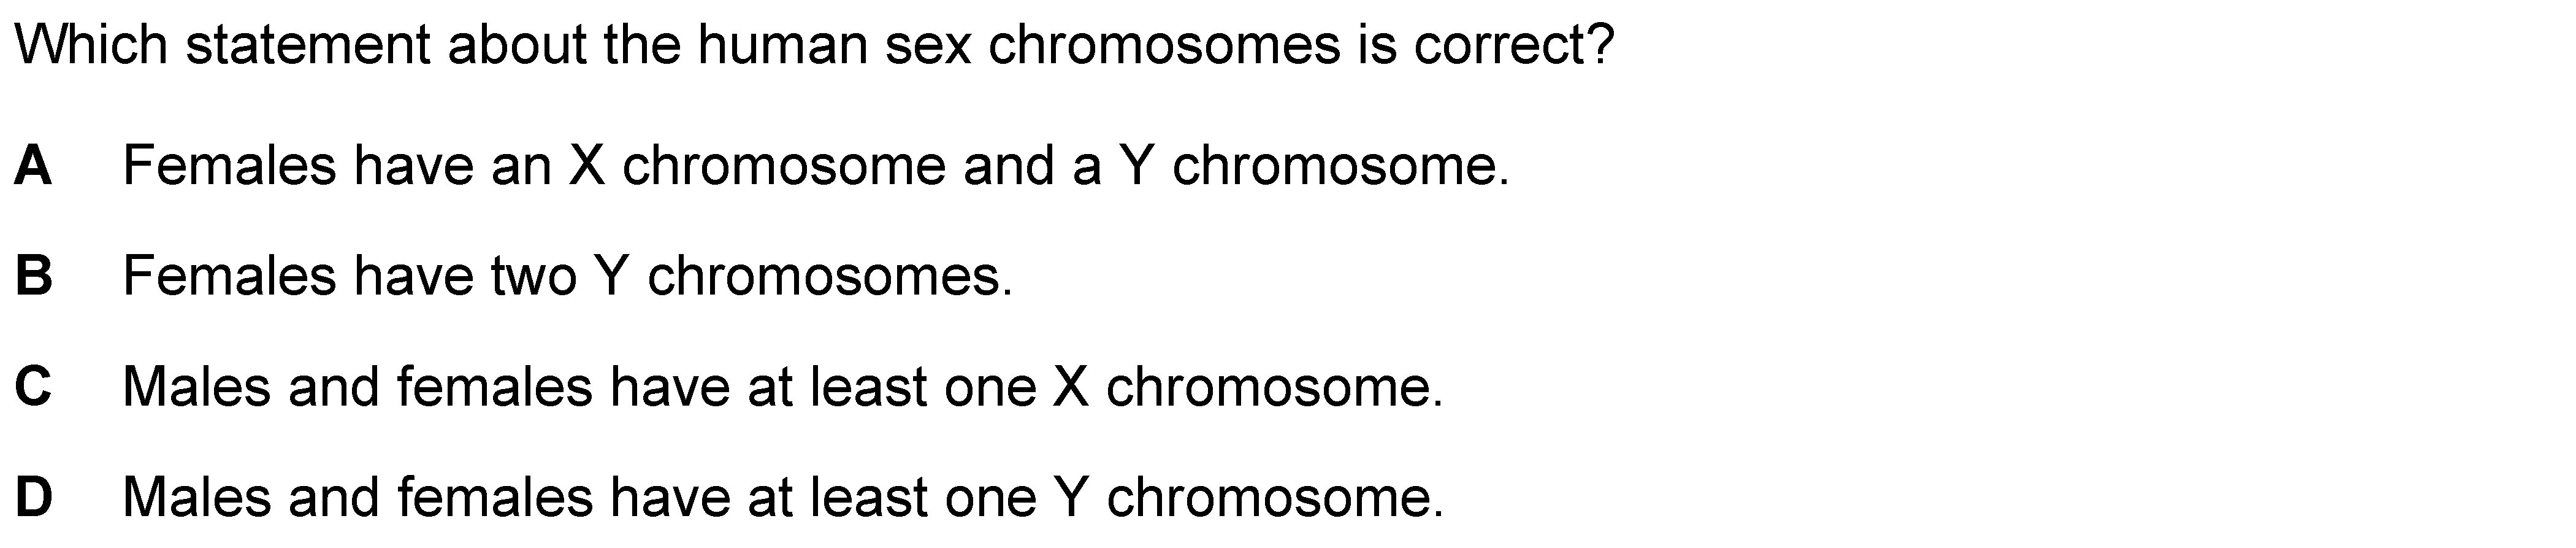 Which statement about the human sex chromosomes is correct?
A Females have an X chromosome and a Y chromosome.
B Females have two Y chromosomes.
C Males and females have at least one X chromosome.
D Males and females have at least one Y chromosome.